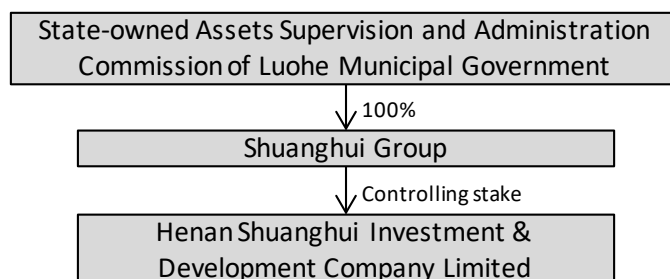 State-owned Assets Supervision and Administration
Commission of Luohe Municipal Government
100%
Shuanghui Group
Controlling stake
Henan Shuanghui Investment &
Development Company Limited